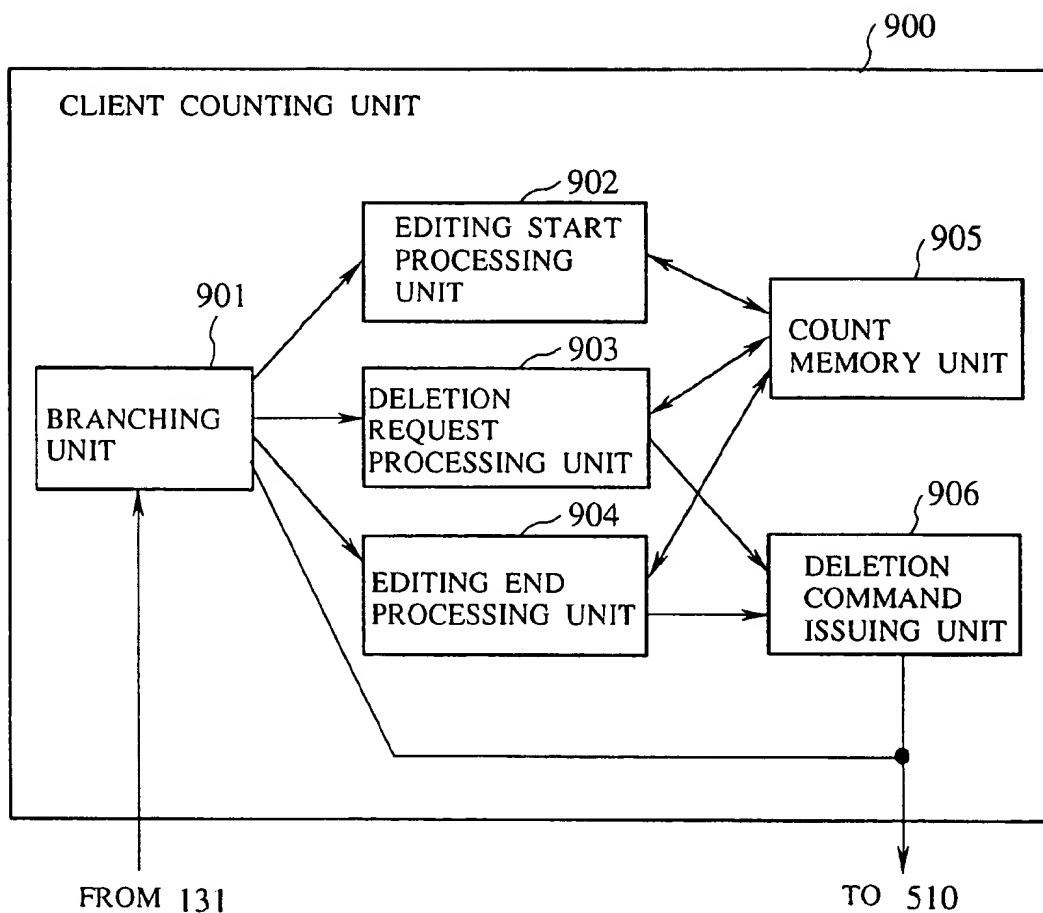 900
CLIENT COUNTING UNIT
902
EDITING START
PROCESSING
UNIT
905
COUNT
MEMORY UNIT
901
BRANCHING
UNIT
903
DELETION
REQUEST
PROCESSING UNIT
904
EDITING END
PROCESSING UNIT
906
DELETION
COMMAND
ISSUING UNIT
FROM 131
TO 510